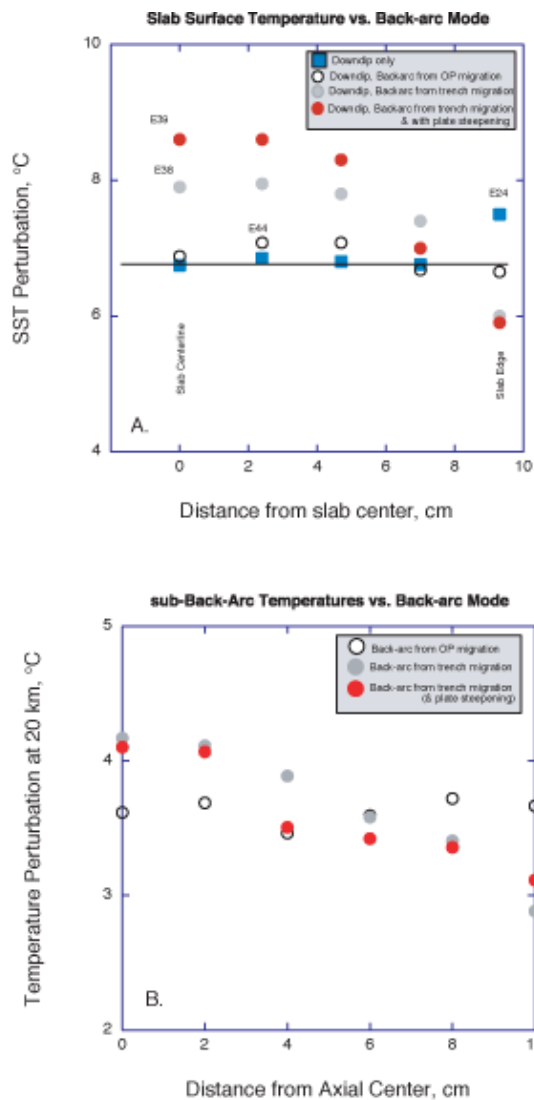 Slab Surface Temperature vs. Back-arc Mode
10
Downdip only
Downdip, Backarc from OP migration
Downdip, Backarc from trench migration
Downdip, Backarc from trench migration
& with plate steepening
E39
E38
E44
E24
8
6
4
SST Perturbation, °C
Slab Centerline
Slab Edge
A.
0 2 4 6 8 10
Distance from slab center, cm
sub-Back-Arc Temperatures vs. Back-arc Mode
5
Back-arc from OP migration
Back-arc from trench migration
Back-arc from trench migration
(& plate steepening)
4
3
2
Temperature Perturbation at 20 km, °C
B.
0 2 4 6 8 1
Distance from Axial Center, cm